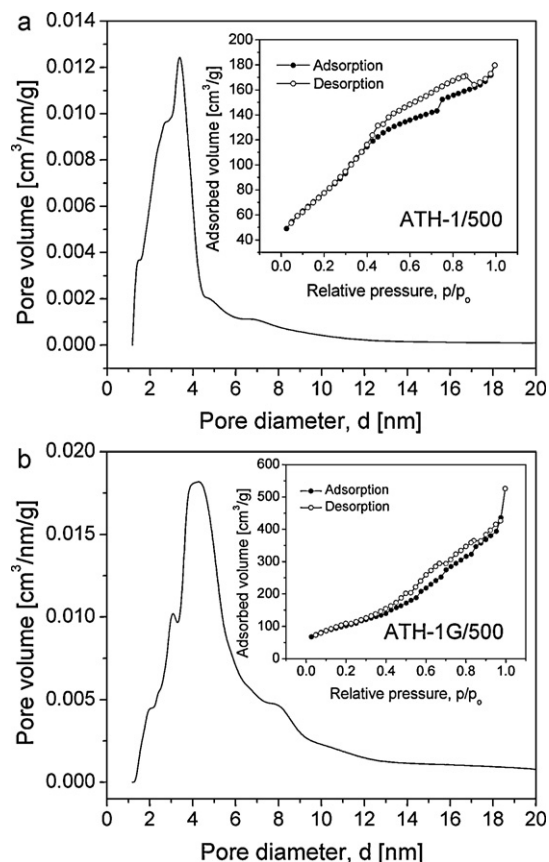 a
0.014
0.012
0.010
0.008
0.006
0.004
0.002
0.000
Pore volume [cm³/nm/g]
0 2 4 6 8 10 12 14 16 18 20
Pore diameter, d [nm]
180
160
140
120
100
80
60
40
Adsorbed volume [cm³/g]
Adsorption
Desorption
ATH-1/500
0.0 0.2 0.4 0.6 0.8 1.0
Relative pressure, p/pₒ
b
0.020
0.015
0.010
0.005
0.000
Pore volume [cm³/nm/g]
0 2 4 6 8 10 12 14 16 18 20
Pore diameter, d [nm]
600
500
400
300
200
100
0
Adsorbed volume [cm³/g]
Adsorption
Desorption
ATH-1G/500
0.0 0.2 0.4 0.6 0.8 1.0
Relative pressure, p/pₒ